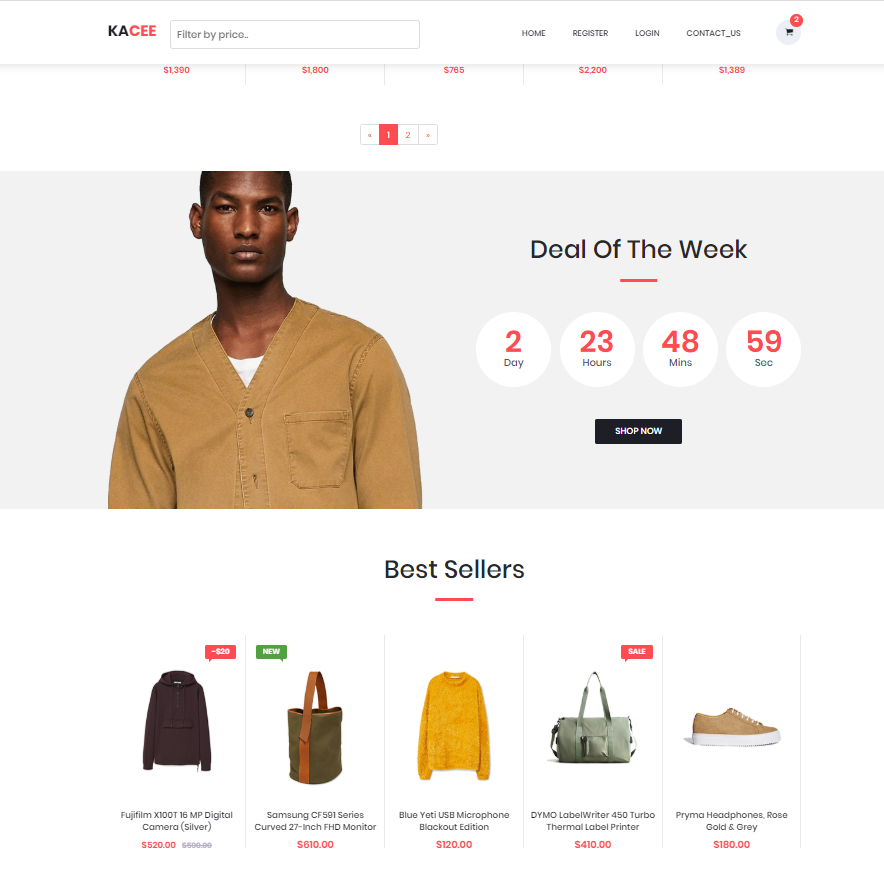 KACEE
Filter by price..
HOME
REGISTER
LOGIN
CONTACT_US
2
$1,390
$1,800
$765
$2,200
$1,389
« 1 2 »
Deal Of The Week
2
Day
23
Hours
48
Mins
59
Sec
SHOP NOW
Best Sellers
-$20
Fujifilm X100T 16 MP Digital
Camera (Silver)
$520.00 $590.00
NEW
Samsung CF591 Series
Curved 27-Inch FHD Monitor
$610.00
Blue Yeti USB Microphone
Blackout Edition
$120.00
SALE
DYMO LabelWriter 450 Turbo
Thermal Label Printer
$410.00
Pryma Headphones, Rose
Gold & Grey
$180.00